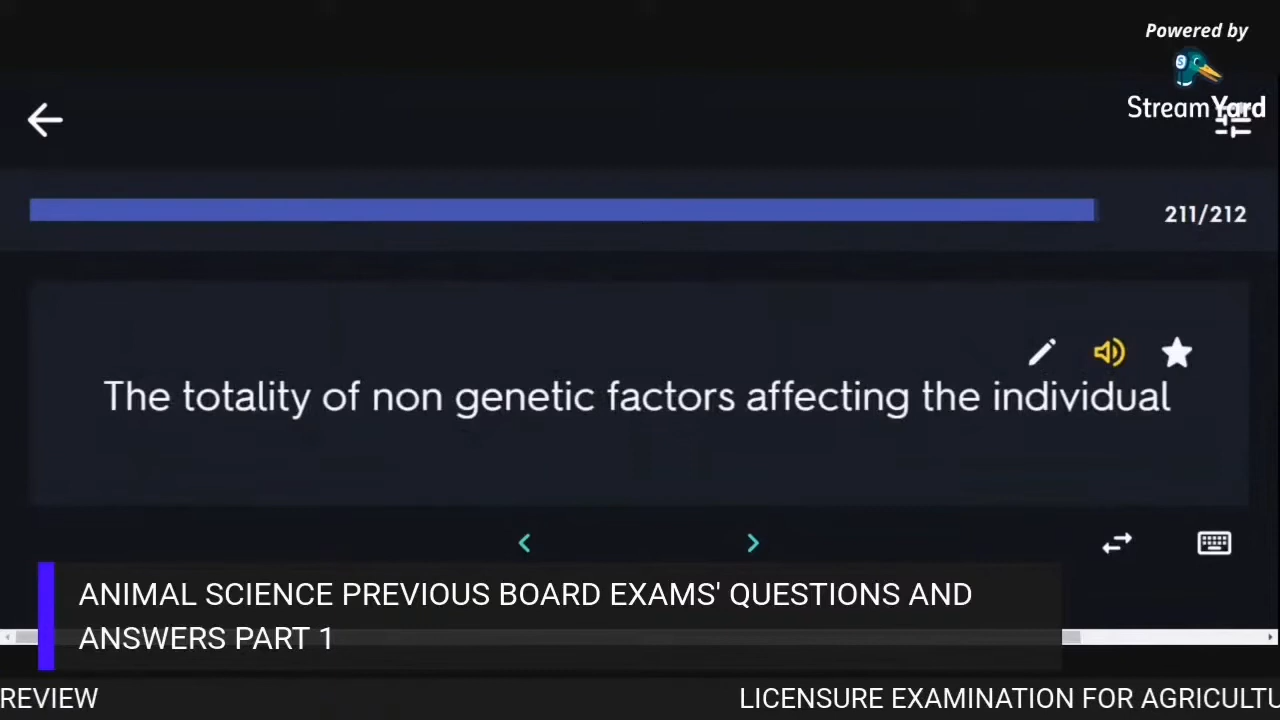 Powered by
StreamYard
211/212
The totality of non genetic factors affecting the individual
ANIMAL SCIENCE PREVIOUS BOARD EXAMS' QUESTIONS AND
ANSWERS PART 1
REVIEW LICENSURE EXAMINATION FOR AGRICULTU